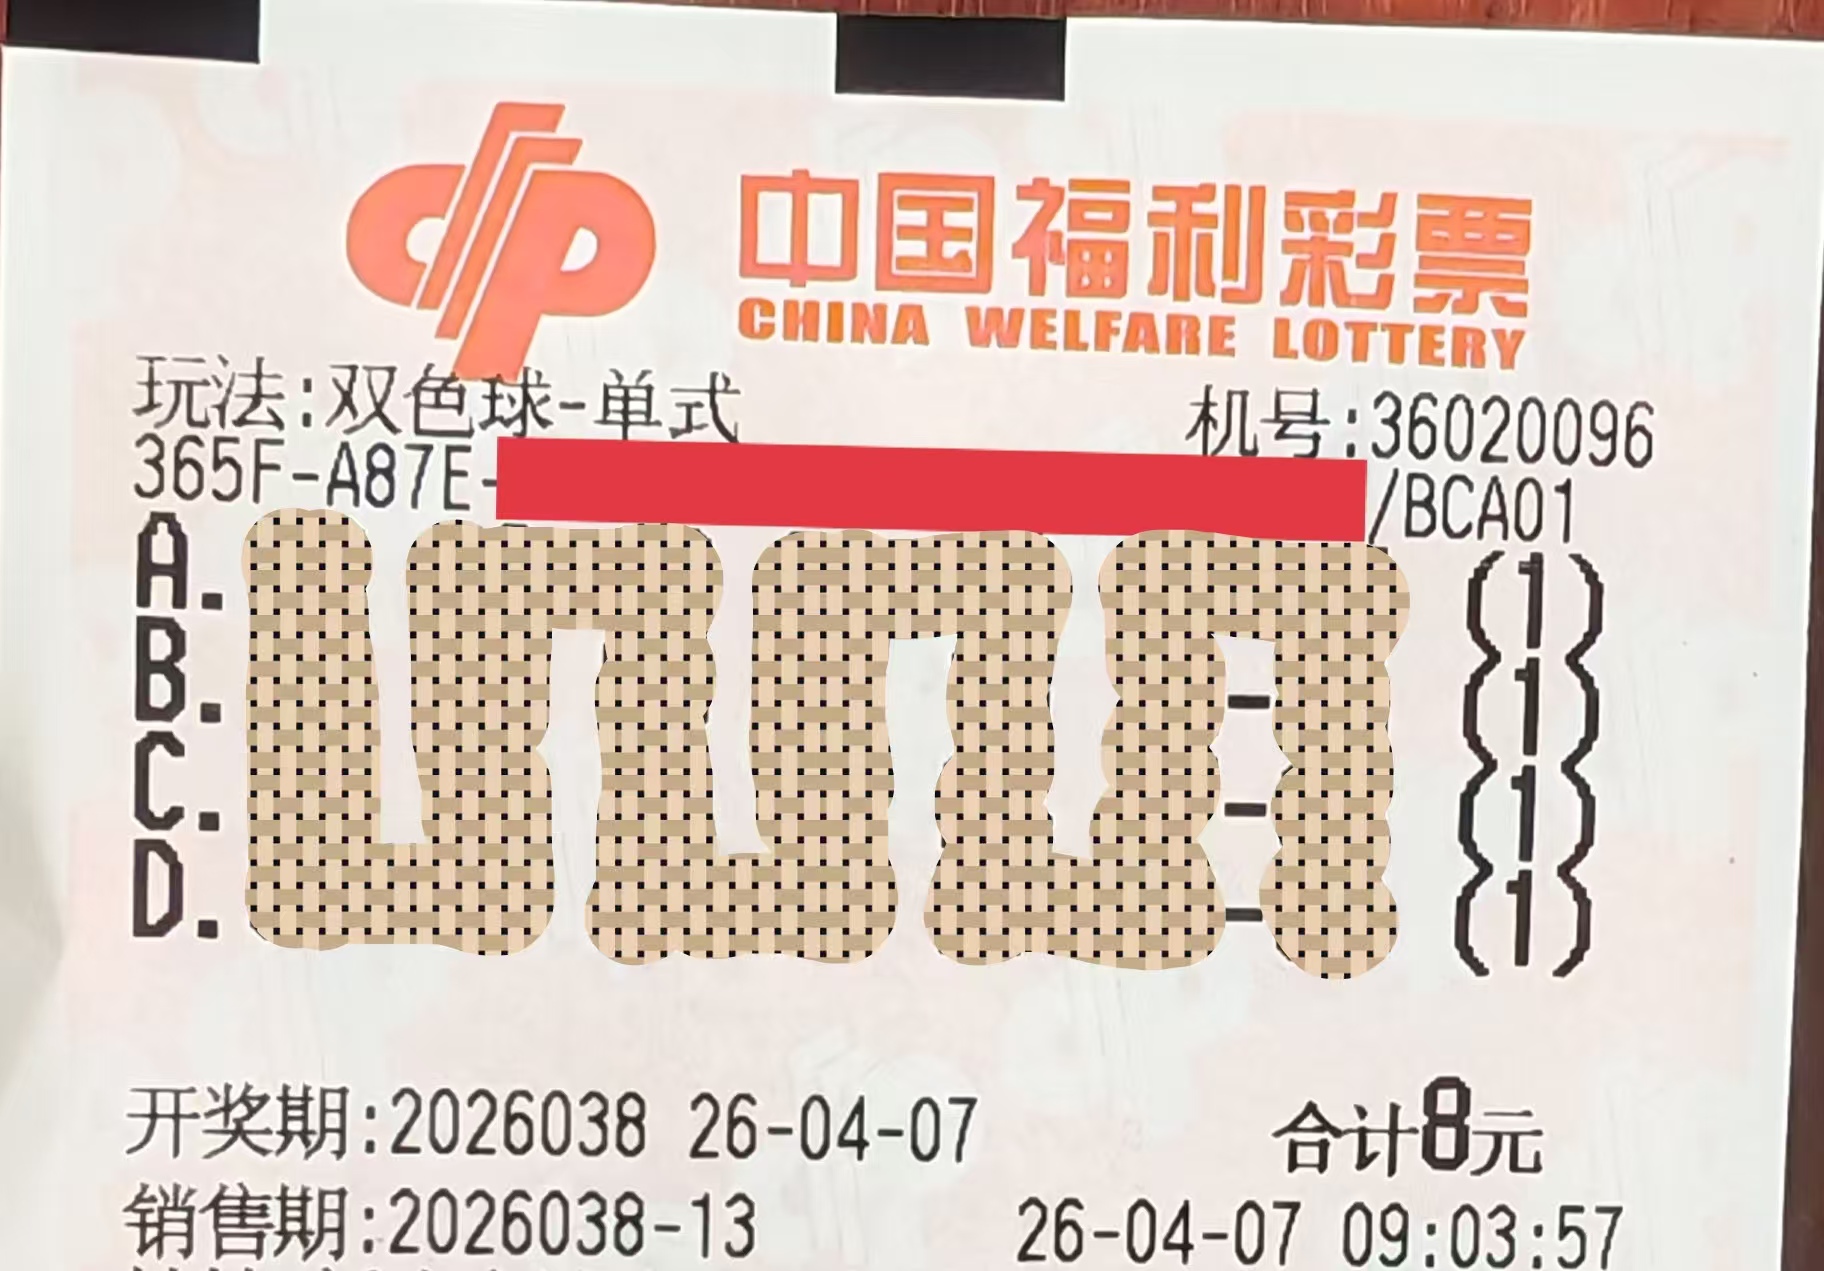 中国福利彩票
CHINA WELFARE LOTTERY
玩法:双色球-单式 机号:36020096
365F-A87E- /BCA01
A. (1)
B. - (1)
C. - (1)
D. - (1)
开奖期:2026038 26-04-07 合计8元
销售期:2026038-13 26-04-07 09:03:57